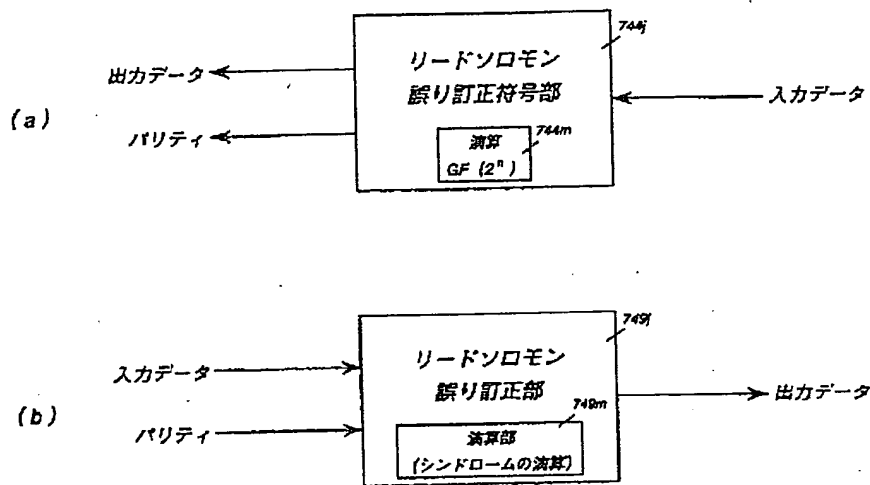 (a)
出力データ
パリティ
リードソロモン
誤り訂正符号部
744j
演算
GF (2ⁿ)
744m
入力データ
(b)
入力データ
パリティ
リードソロモン
誤り訂正部
749j
演算部
(シンドロームの演算)
749m
出力データ